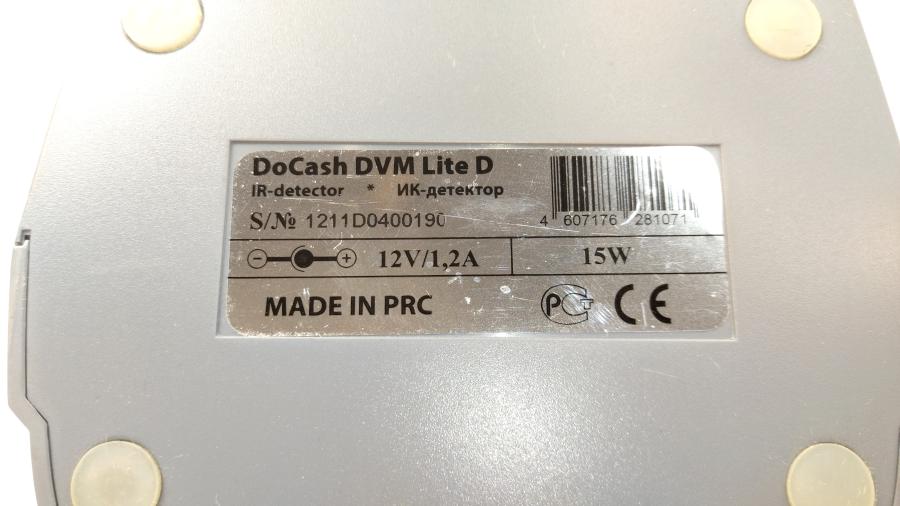 DoCash DVM Lite D
IR-detector * ИК-детектор
S/№ 1211D0400190
4 607176 281071
− + 12V/1,2A
15W
MADE IN PRC
РСТ CE